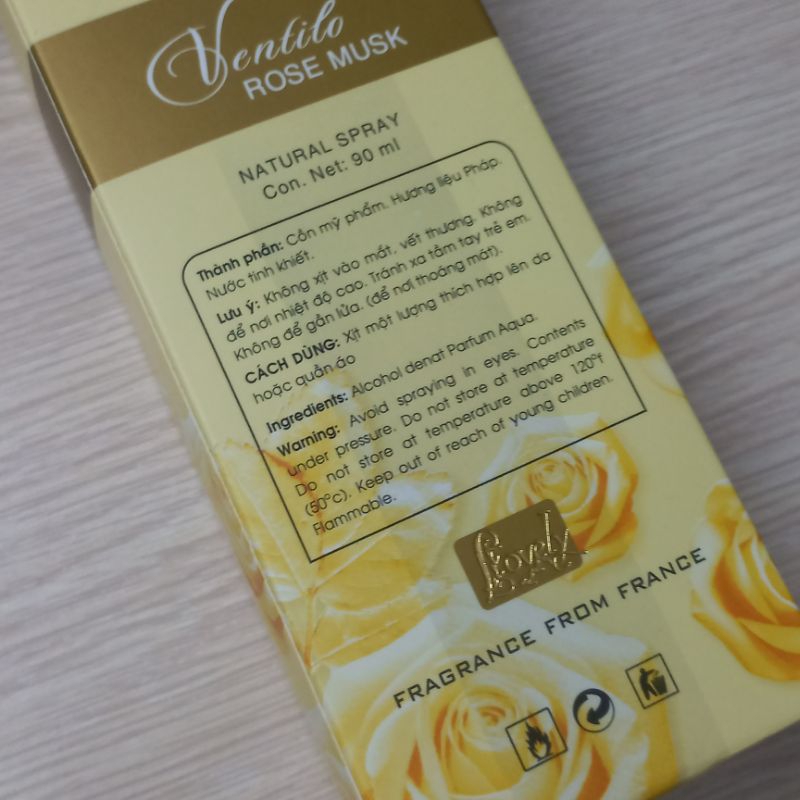 Ventilo
ROSE MUSK
NATURAL SPRAY
Con. Net: 90 ml
Thành phần: Cồn mỹ phẩm. Hương liệu Pháp.
Nước tinh khiết.
Lưu ý: Không xịt vào mắt, vết thương. Không
để nơi nhiệt độ cao. Tránh xa tầm tay trẻ em.
Không để gần lửa. (để nơi thoáng mát).
CÁCH DÙNG: Xịt một lượng thích hợp lên da
hoặc quần áo
Ingredients: Alcohol denat Parfum Aqua.
Warning: Avoid spraying in eyes. Contents
under pressure. Do not store at temperature
Do not store at temperature above 120°f
(50°c). Keep out of reach of young children.
Flammable.
Lovely
FRAGRANCE FROM FRANCE